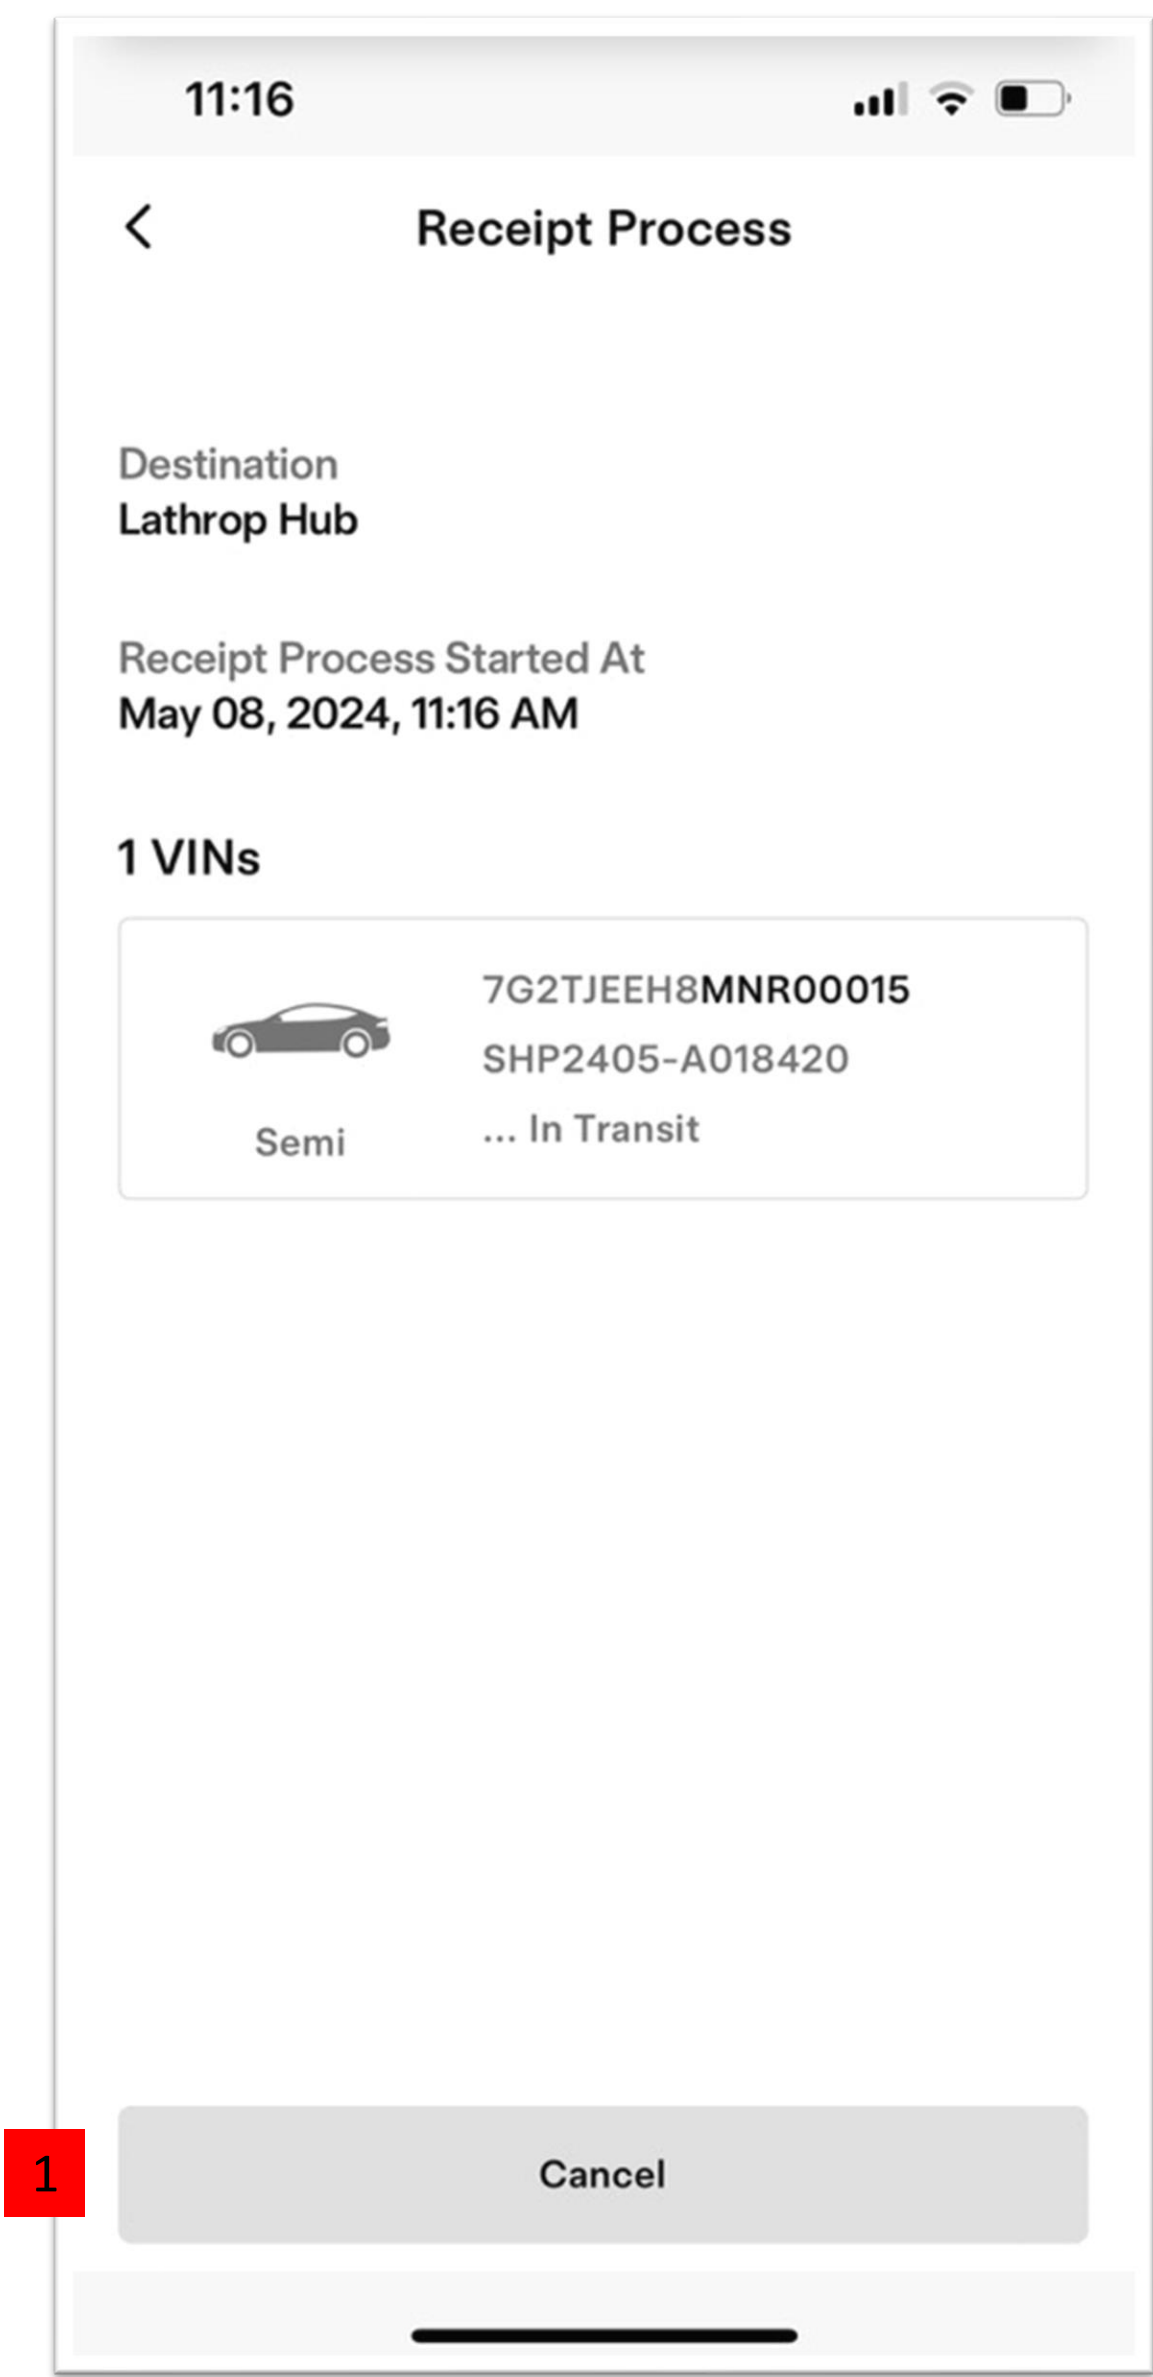 11:16
Receipt Process
Destination
Lathrop Hub
Receipt Process Started At
May 08, 2024, 11:16 AM
1 VINs
7G2TJEEH8MNR00015
SHP2405-A018420
... In Transit
Semi
1
Cancel